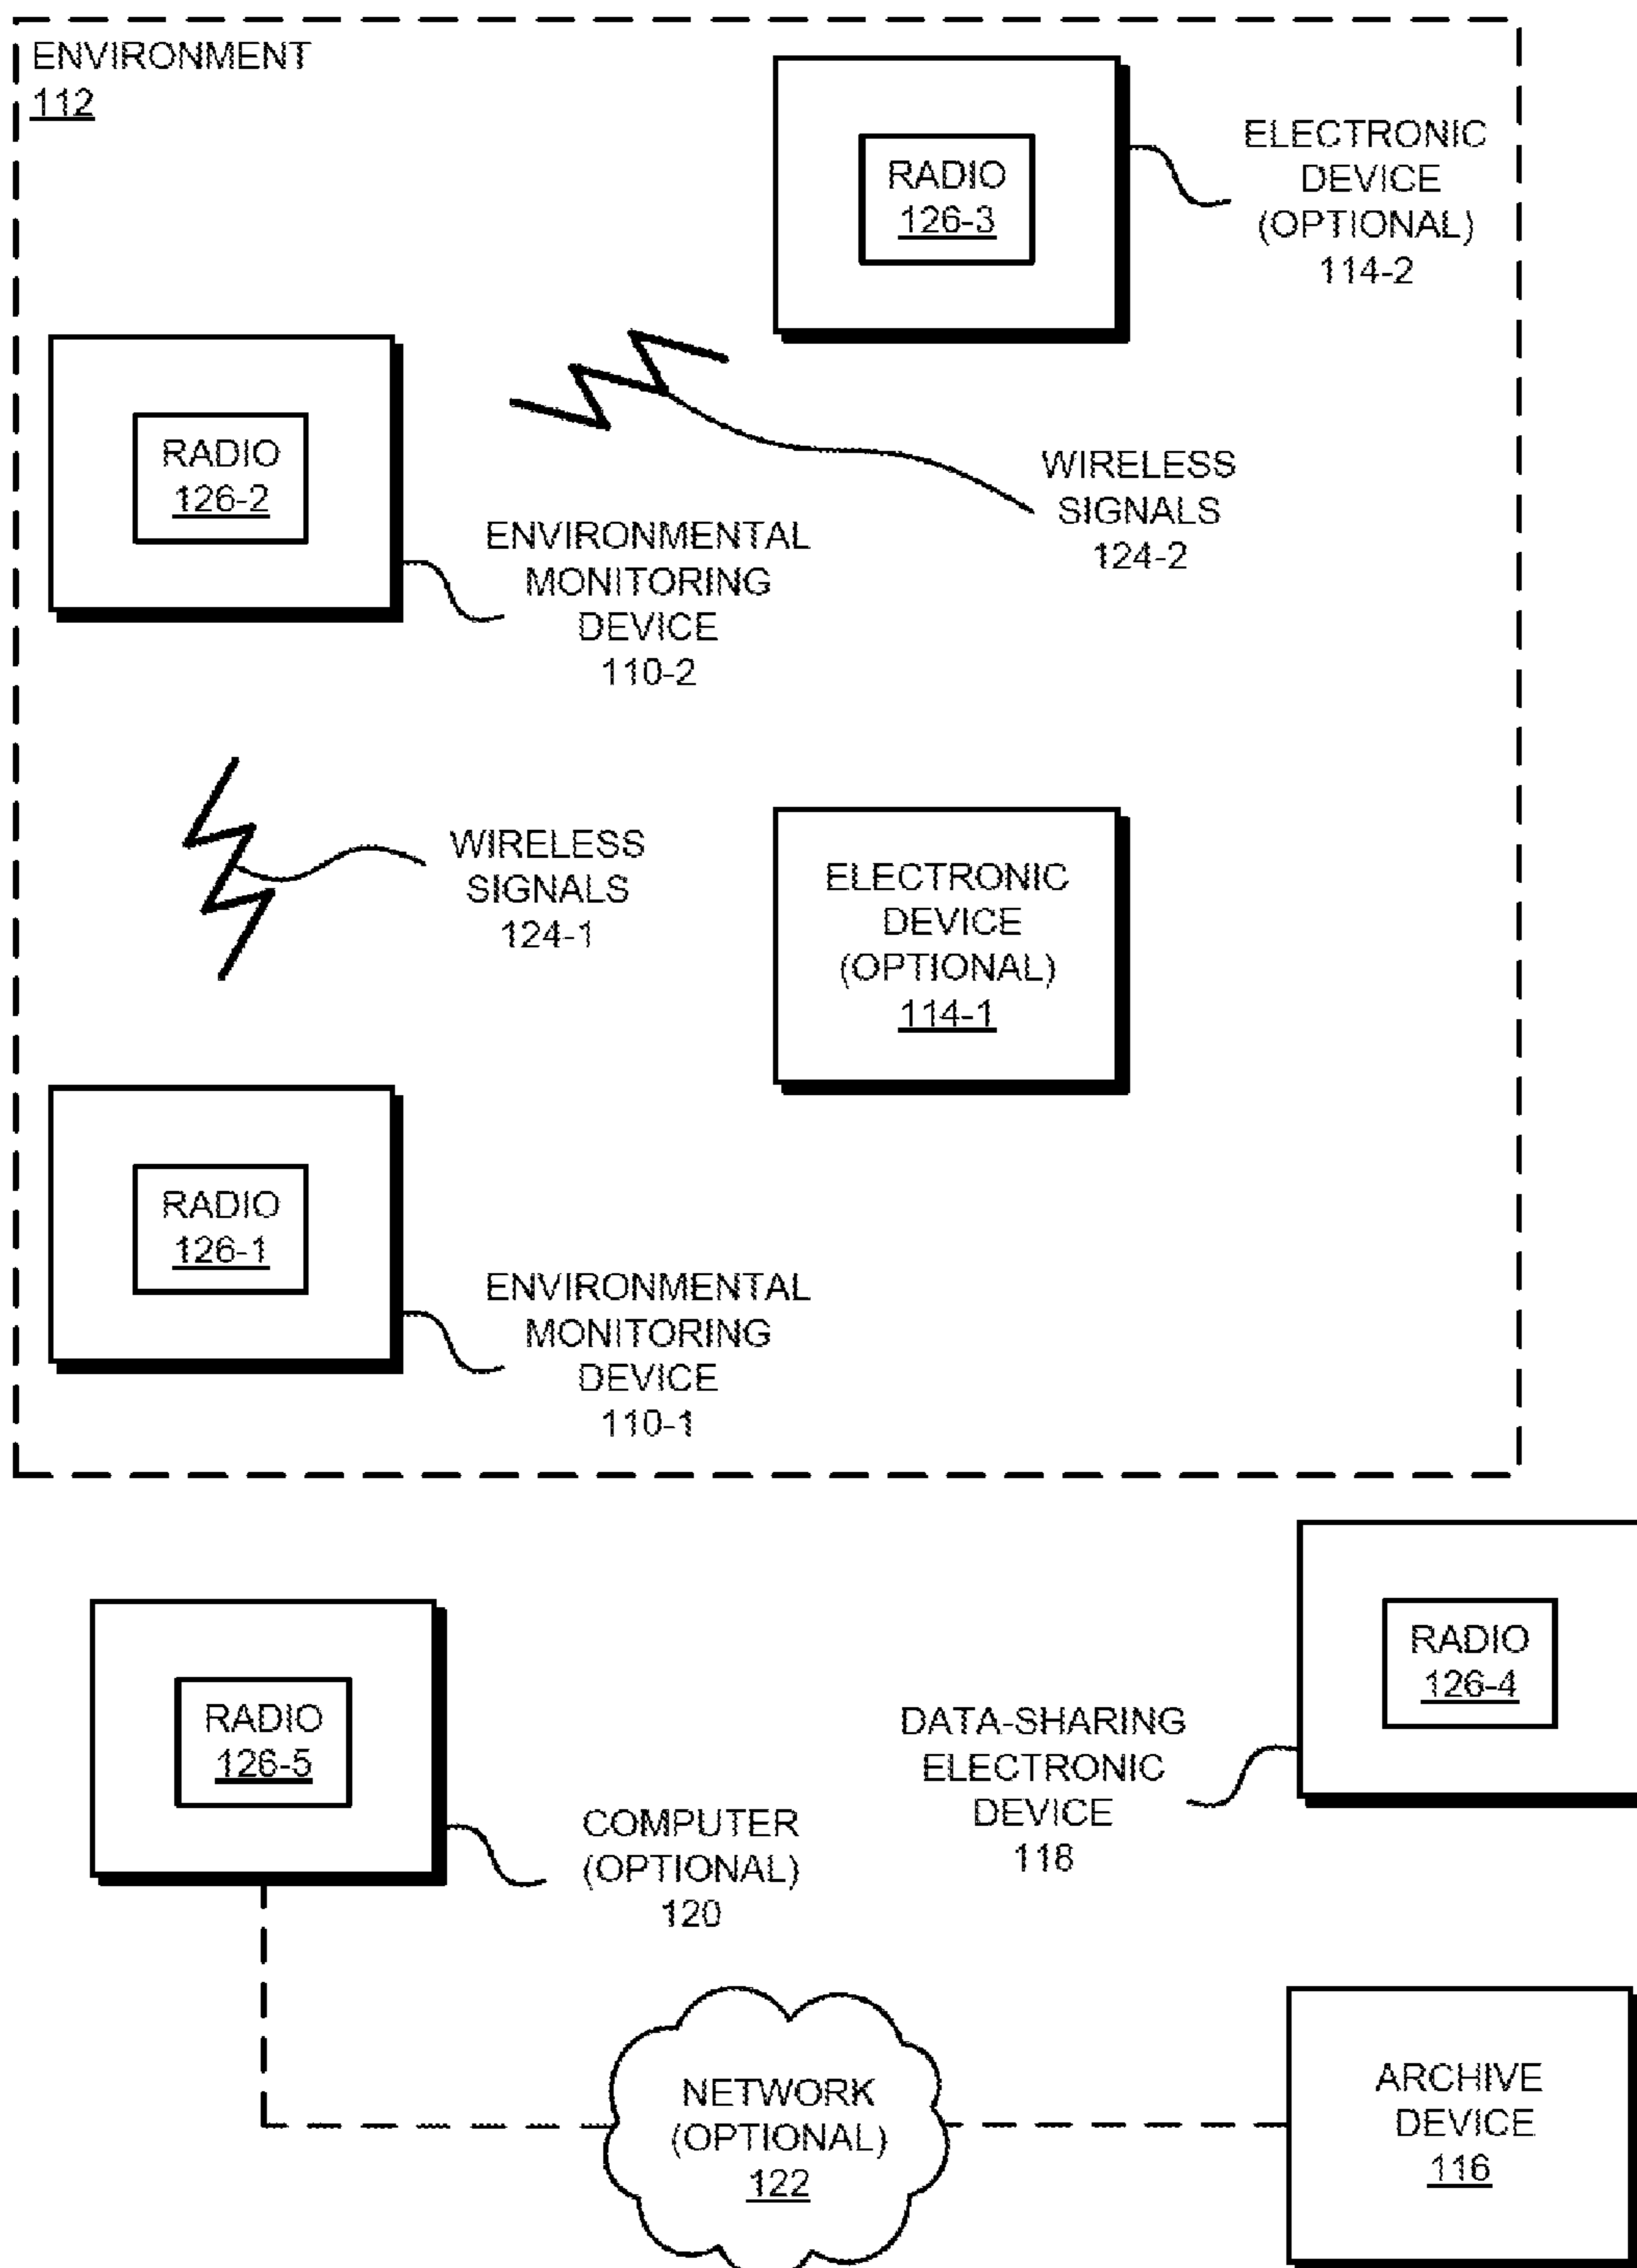 ENVIRONMENT
112
RADIO
126-3
ELECTRONIC
DEVICE
(OPTIONAL)
114-2
RADIO
126-2
WIRELESS
SIGNALS
124-2
ENVIRONMENTAL
MONITORING
DEVICE
110-2
WIRELESS
SIGNALS
124-1
ELECTRONIC
DEVICE
(OPTIONAL)
114-1
RADIO
126-1
ENVIRONMENTAL
MONITORING
DEVICE
110-1
RADIO
126-4
RADIO
126-5
DATA-SHARING
ELECTRONIC
DEVICE
118
COMPUTER
(OPTIONAL)
120
NETWORK
(OPTIONAL)
122
ARCHIVE
DEVICE
116